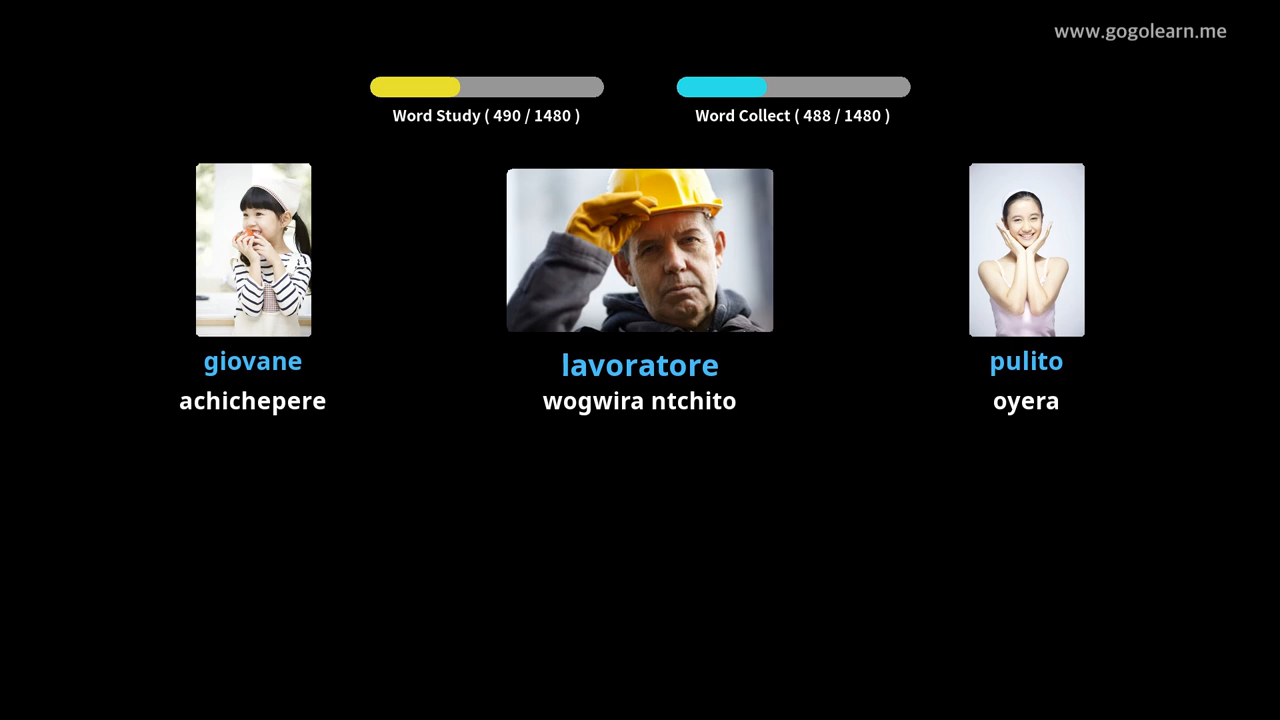 www.gogolearn.me
Word Study ( 490 / 1480 )
Word Collect ( 488 / 1480 )
giovane
achichepere
lavoratore
wogwira ntchito
pulito
oyera